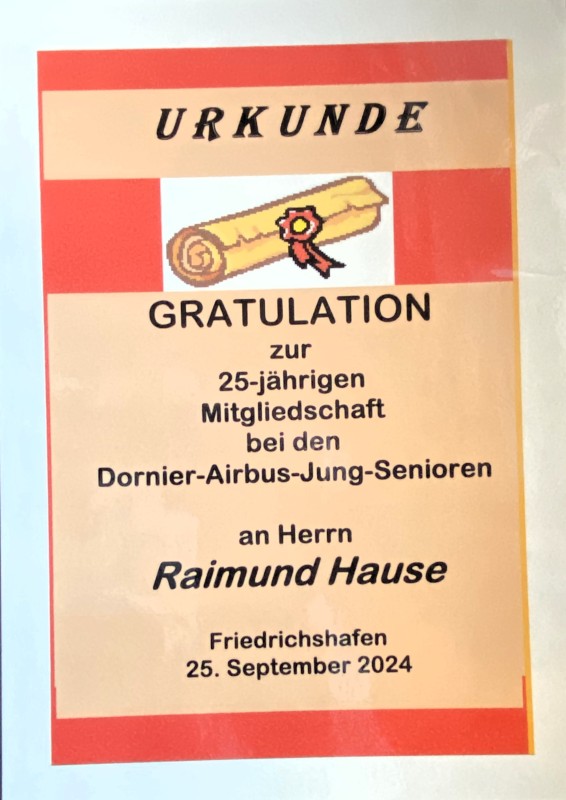 URKUNDE
GRATULATION
zur
25-jährigen
Mitgliedschaft
bei den
Dornier-Airbus-Jung-Senioren
an Herrn
Raimund Hause
Friedrichshafen
25. September 2024